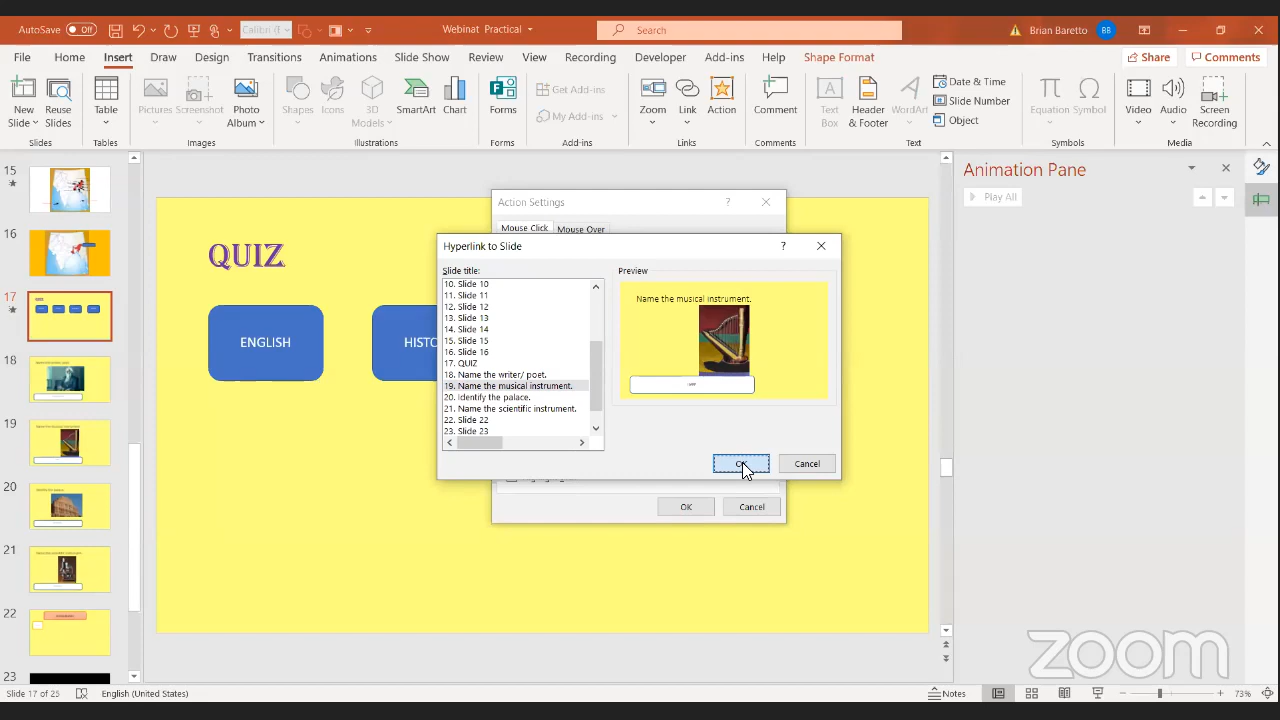 AutoSave Off
Calibri (
Webinat Practical
Search
Brian Baretto BB
File Home Insert Draw Design Transitions Animations Slide Show Review Recording Developer Add-ins Help Shape Format
Share
Comments
New Slide
Reuse Slides
Table
Pictures
Screenshot
Photo Album
Shapes
Icons
3D Models
SmartArt
Chart
Forms
Get Add-ins
My Add-ins
Zoom
Link
Action
Comment
Text Box
Header & Footer
WordArt
Date & Time
Slide Number
Object
Equation
Symbol
Video
Audio
Screen Recording
Slides
Tables
Images
Illustrations
Forms
Add-ins
Links
Comments
Text
Symbols
Media
15
16
17
18
19
20
21
22
23
QUIZ
ENGLISH
HISTO
Action Settings
?
Mouse Click
Mouse Over
Hyperlink to Slide
?
Slide title:
10. Slide 10
11. Slide 11
12. Slide 12
13. Slide 13
14. Slide 14
15. Slide 15
16. Slide 16
17. QUIZ
18. Name the writer/ poet.
19. Name the musical instrument.
20. Identify the palace.
21. Name the scientific instrument.
22. Slide 22
23. Slide 23
Preview
Name the musical instrument.
OK
Cancel
OK
Cancel
Animation Pane
Play All
zoom
Slide 17 of 25
English (United States)
Notes
73%